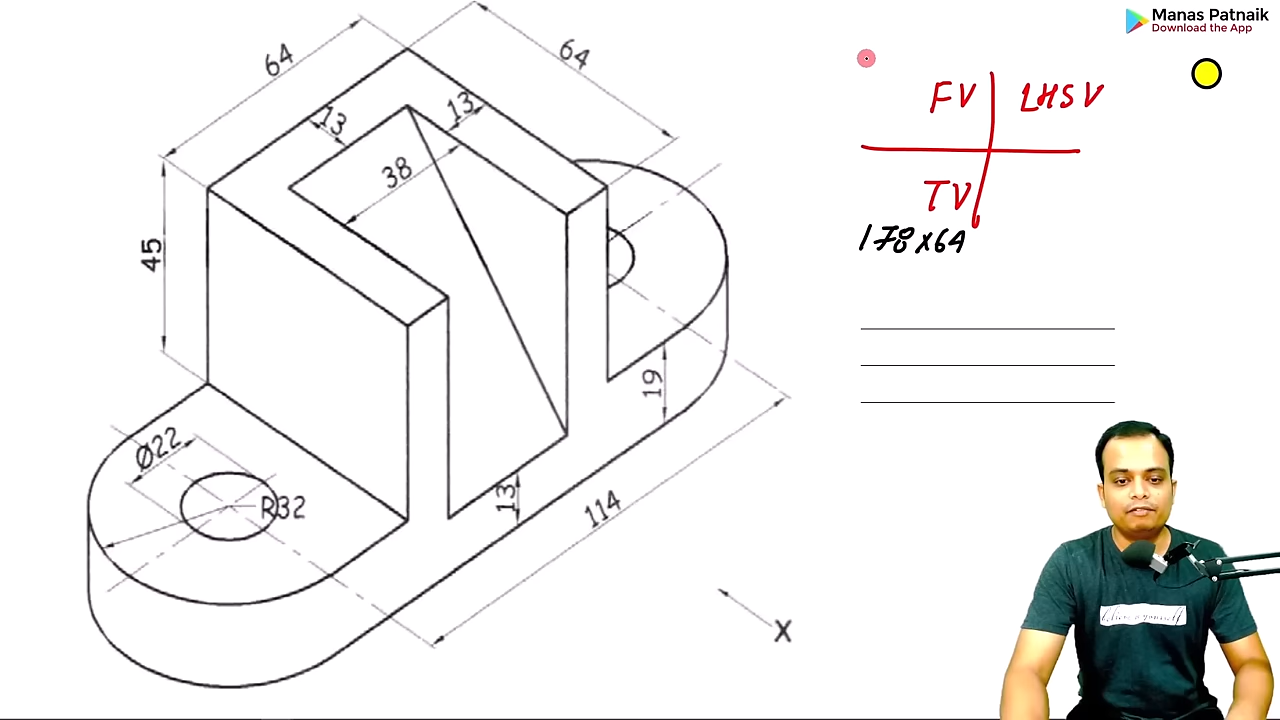 Manas Patnaik
Download the App
64
64
13
13
38
45
FV
LHSV
TV
178x64
19
Ø22
R32
13
114
X